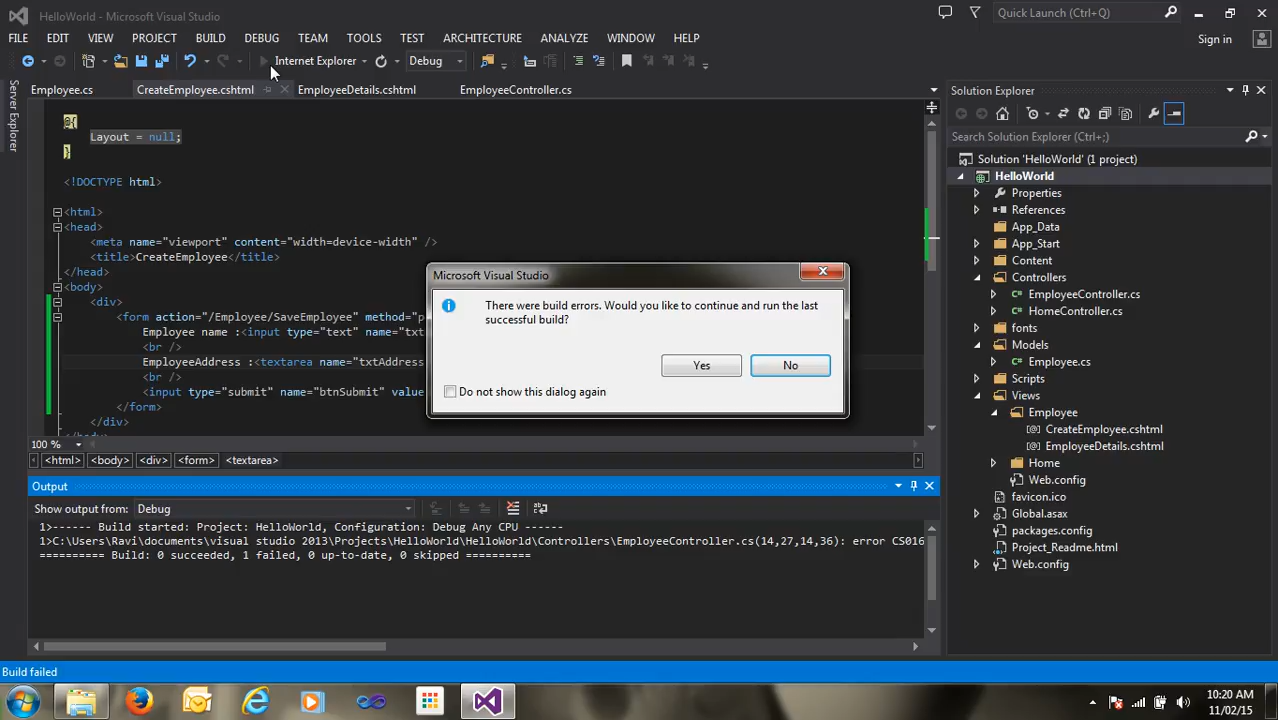 HelloWorld - Microsoft Visual Studio
Quick Launch (Ctrl+Q)
FILE EDIT VIEW PROJECT BUILD DEBUG TEAM TOOLS TEST ARCHITECTURE ANALYZE WINDOW HELP
Sign in
Internet Explorer
Debug
Server Explorer
Employee.cs
CreateEmployee.cshtml
EmployeeDetails.cshtml
EmployeeController.cs
@{
Layout = null;
}
<!DOCTYPE html>
<html>
<head>
<meta name="viewport" content="width=device-width" />
<title>CreateEmployee</title>
</head>
<body>
<div>
<form action="/Employee/SaveEmployee" method="p
Employee name :<input type="text" name="txt
<br />
EmployeeAddress :<textarea name="txtAddress
<br />
<input type="submit" name="btnSubmit" value
</form>
</div>
100 %
<html> <body> <div> <form> <textarea>
Microsoft Visual Studio
There were build errors. Would you like to continue and run the last
successful build?
Yes
No
Do not show this dialog again
Output
Show output from: Debug
1>------ Build started: Project: HelloWorld, Configuration: Debug Any CPU ------
1>C:\Users\Ravi\documents\visual studio 2013\Projects\HelloWorld\HelloWorld\Controllers\EmployeeController.cs(14,27,14,36): error CS016
========== Build: 0 succeeded, 1 failed, 0 up-to-date, 0 skipped ==========
Solution Explorer
Search Solution Explorer (Ctrl+;)
Solution 'HelloWorld' (1 project)
HelloWorld
Properties
References
App_Data
App_Start
Content
Controllers
EmployeeController.cs
HomeController.cs
fonts
Models
Employee.cs
Scripts
Views
Employee
CreateEmployee.cshtml
EmployeeDetails.cshtml
Home
Web.config
favicon.ico
Global.asax
packages.config
Project_Readme.html
Web.config
Build failed
10:20 AM
11/02/15